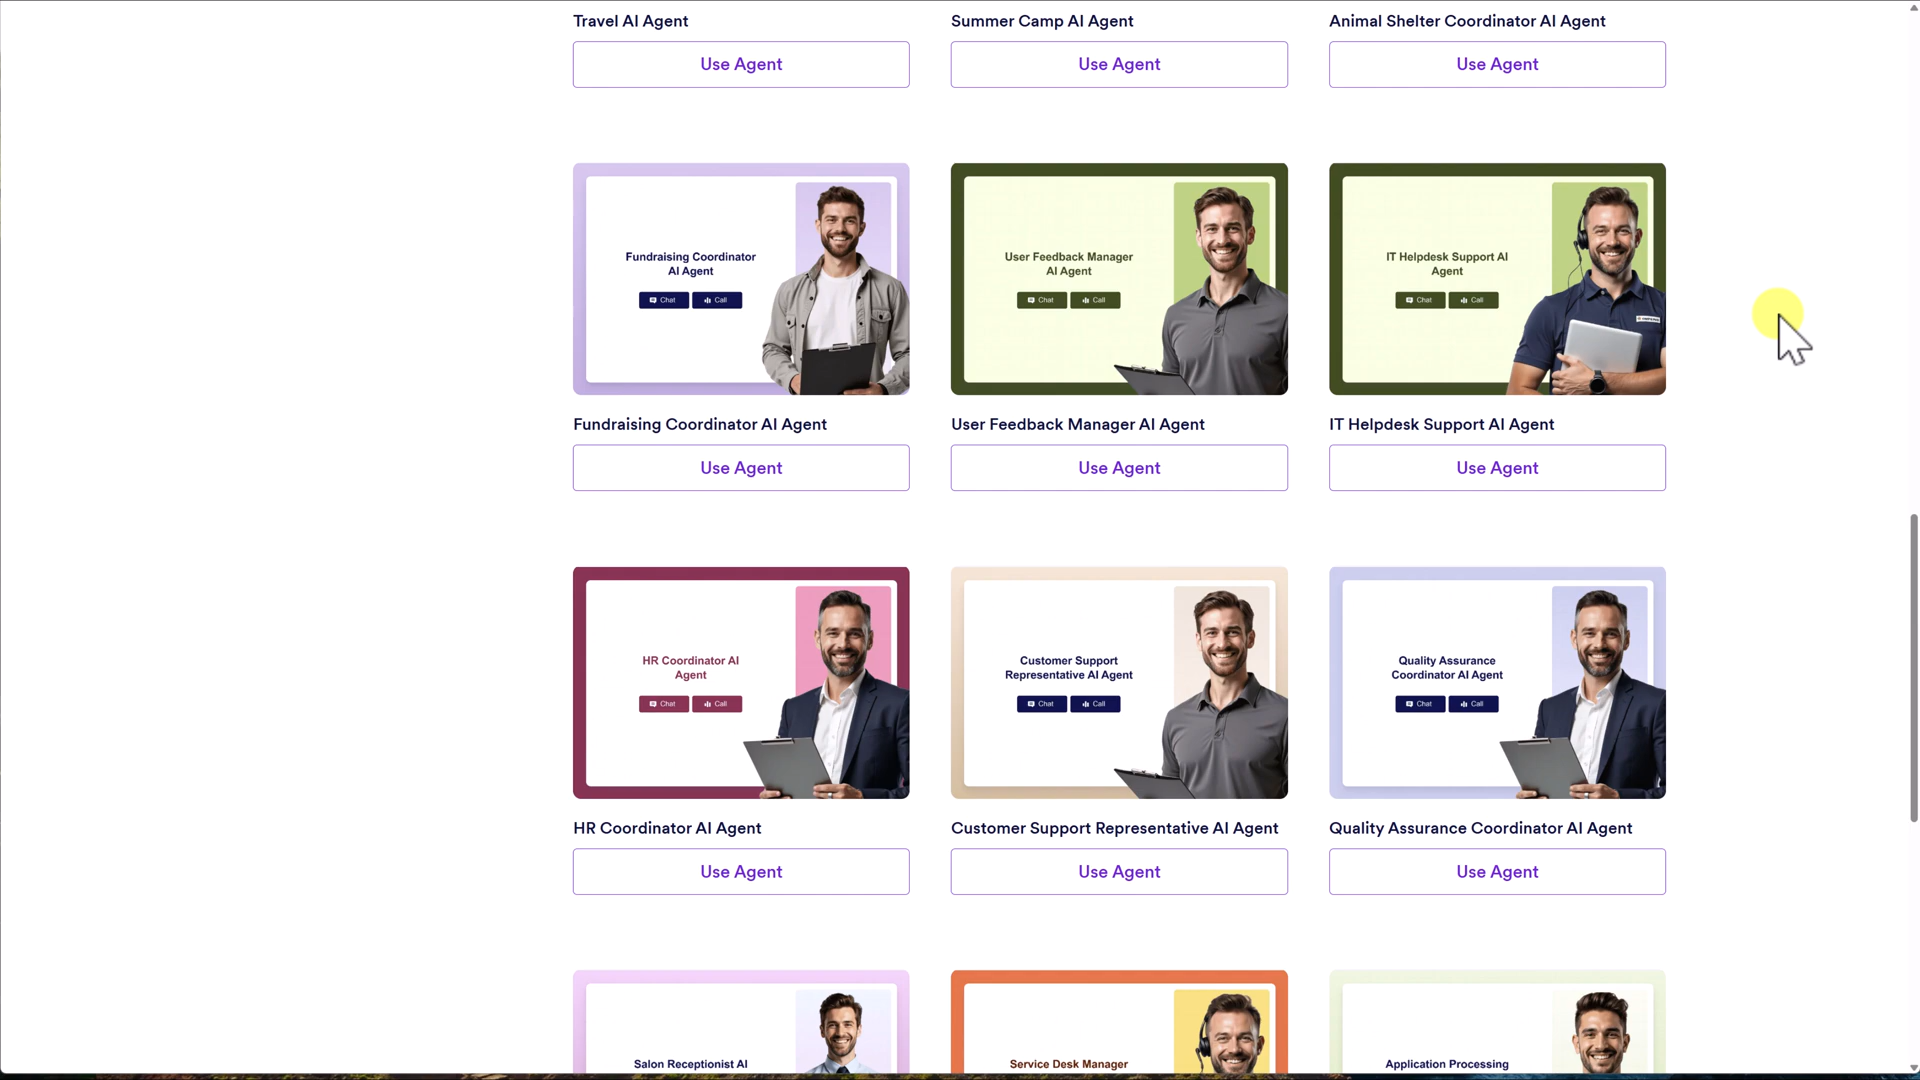 Travel AI Agent
Summer Camp AI Agent
Animal Shelter Coordinator AI Agent
Use Agent
Use Agent
Use Agent
Fundraising Coordinator
AI Agent
Chat
Call
User Feedback Manager
AI Agent
Chat
Call
IT Helpdesk Support AI
Agent
Chat
Call
Fundraising Coordinator AI Agent
User Feedback Manager AI Agent
IT Helpdesk Support AI Agent
Use Agent
Use Agent
Use Agent
HR Coordinator AI
Agent
Chat
Call
Customer Support
Representative AI Agent
Chat
Call
Quality Assurance
Coordinator AI Agent
Chat
Call
HR Coordinator AI Agent
Customer Support Representative AI Agent
Quality Assurance Coordinator AI Agent
Use Agent
Use Agent
Use Agent
Salon Receptionist AI
Service Desk Manager
Application Processing